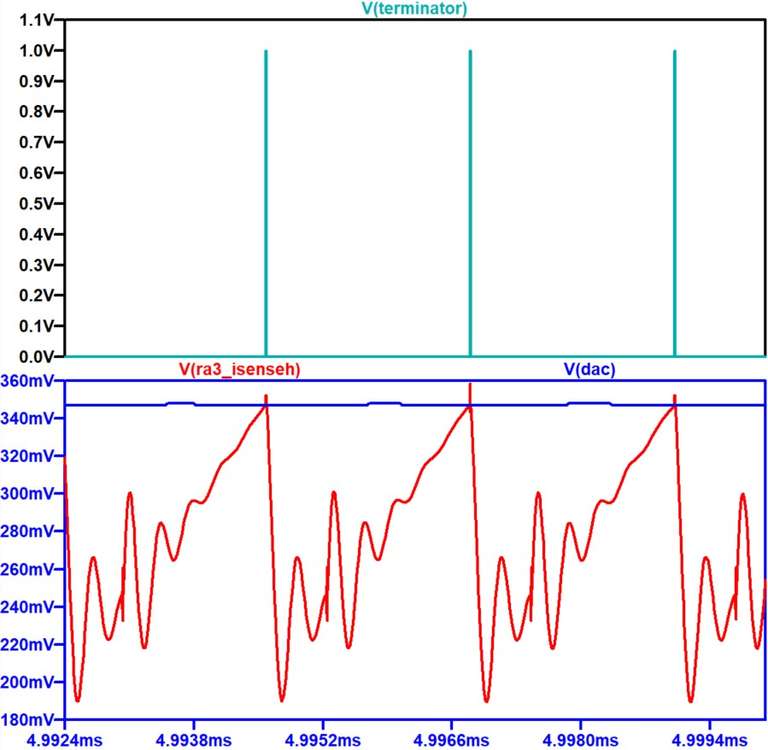 V(terminator)
1.1V
1.0V
0.9V
0.8V
0.7V
0.6V
0.5V
0.4V
0.3V
0.2V
0.1V
0.0V
V(ra3_isenseh) V(dac)
360mV
340mV
320mV
300mV
280mV
260mV
240mV
220mV
200mV
180mV
4.9924ms 4.9938ms 4.9952ms 4.9966ms 4.9980ms 4.9994ms